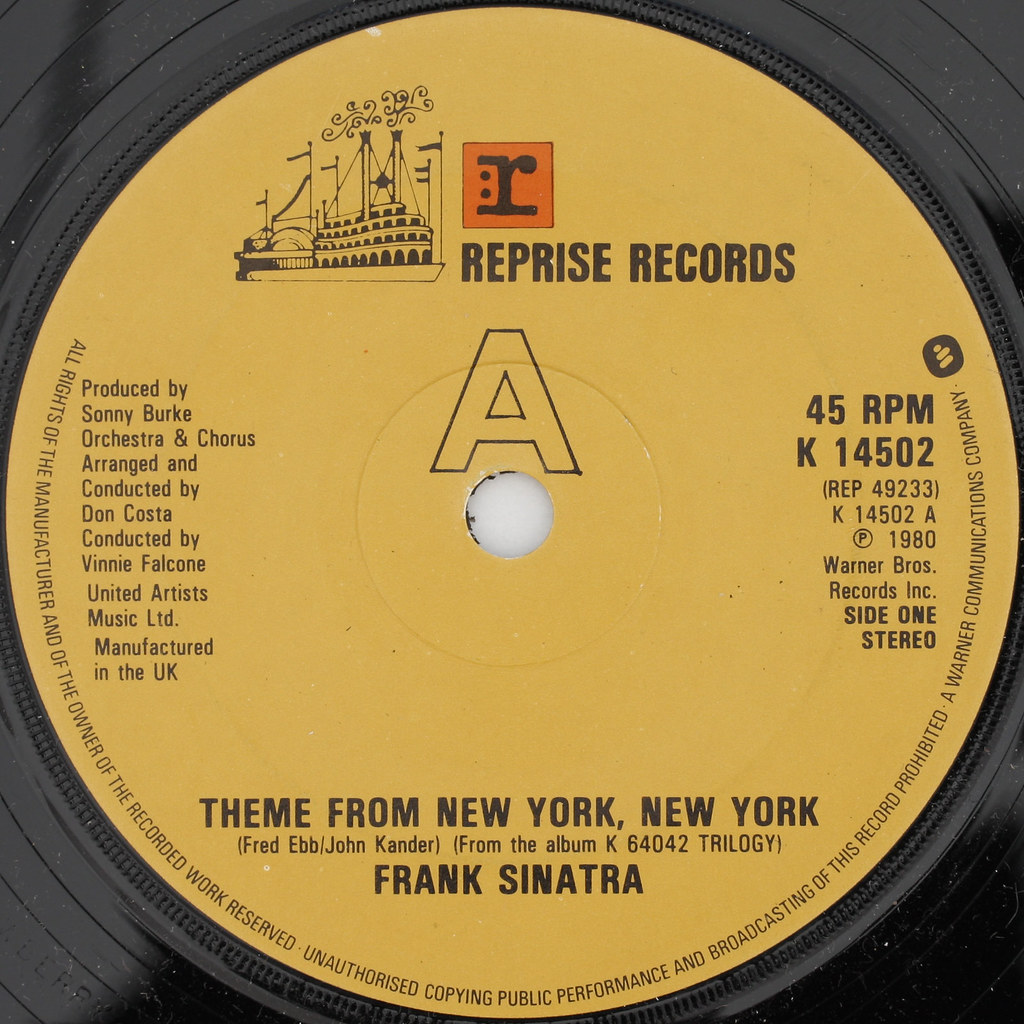 r
REPRISE RECORDS
A
Produced by
Sonny Burke
Orchestra & Chorus
Arranged and
Conducted by
Don Costa
Conducted by
Vinnie Falcone
United Artists
Music Ltd.
Manufactured
in the UK
45 RPM
K 14502
(REP 49233)
K 14502 A
℗ 1980
Warner Bros.
Records Inc.
SIDE ONE
STEREO
THEME FROM NEW YORK, NEW YORK
(Fred Ebb/John Kander) (From the album K 64042 TRILOGY)
FRANK SINATRA
ALL RIGHTS OF THE MANUFACTURER AND OF THE OWNER OF THE RECORDED WORK RESERVED · UNAUTHORISED COPYING PUBLIC PERFORMANCE AND BROADCASTING OF THIS RECORD PROHIBITED · A WARNER COMMUNICATIONS COMPANY ·